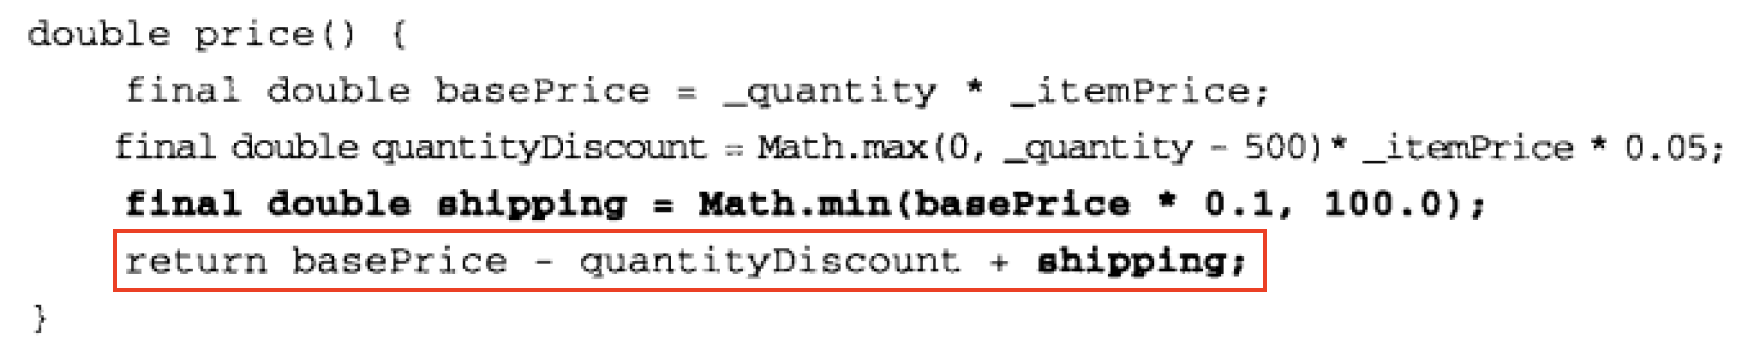 double price() {
final double basePrice = _quantity * _itemPrice;
final double quantityDiscount = Math.max(0, _quantity - 500)* _itemPrice * 0.05;
final double shipping = Math.min(basePrice * 0.1, 100.0);
return basePrice - quantityDiscount + shipping;
}